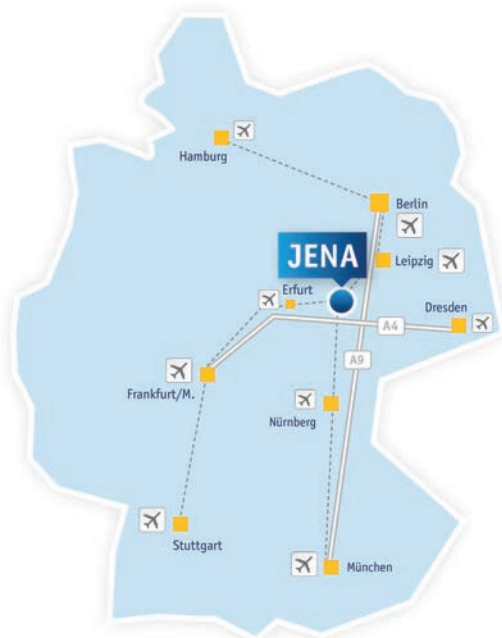 Hamburg
Berlin
JENA
Leipzig
Erfurt
Dresden
A4
A9
Frankfurt/M.
Nürnberg
Stuttgart
München